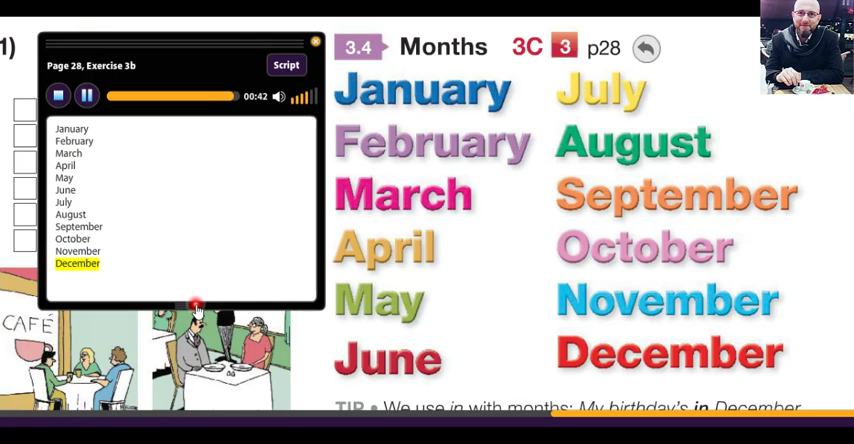 1)
Page 28, Exercise 3b
Script
00:42
January
February
March
April
May
June
July
August
September
October
November
December
CAFÉ
3.4 Months 3C 3 p28
January
February
March
April
May
June
July
August
September
October
November
December
TIP • We use in with months: My birthday's in December